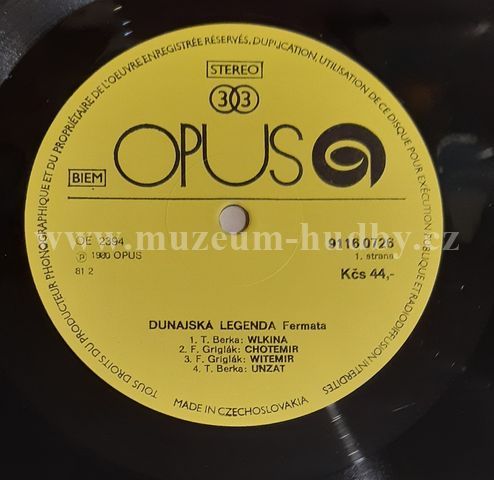 TOUS DROITS DU PRODUCTEUR PHONOGRAPHIQUE ET DU PROPRIÉTAIRE DE L'OEUVRE ENREGISTRÉE RÉSERVÉS, DUPLICATION, UTILISATION DE CE DISQUE POUR EXÉCUTION PUBLIQUE ET RADIODIFFUSION INTERDITES
STEREO
33
OPUS
BIEM
www.muzeum-hudby.cz
OE 2394
9116 0726
℗ 1980 OPUS
1. strana
81 2
Kčs 44,-
DUNAJSKÁ LEGENDA Fermata
1. T. Berka: WLKINA
2. F. Griglák: CHOTEMIR
3. F. Griglák: WITEMIR
4. T. Berka: UNZAT
MADE IN CZECHOSLOVAKIA